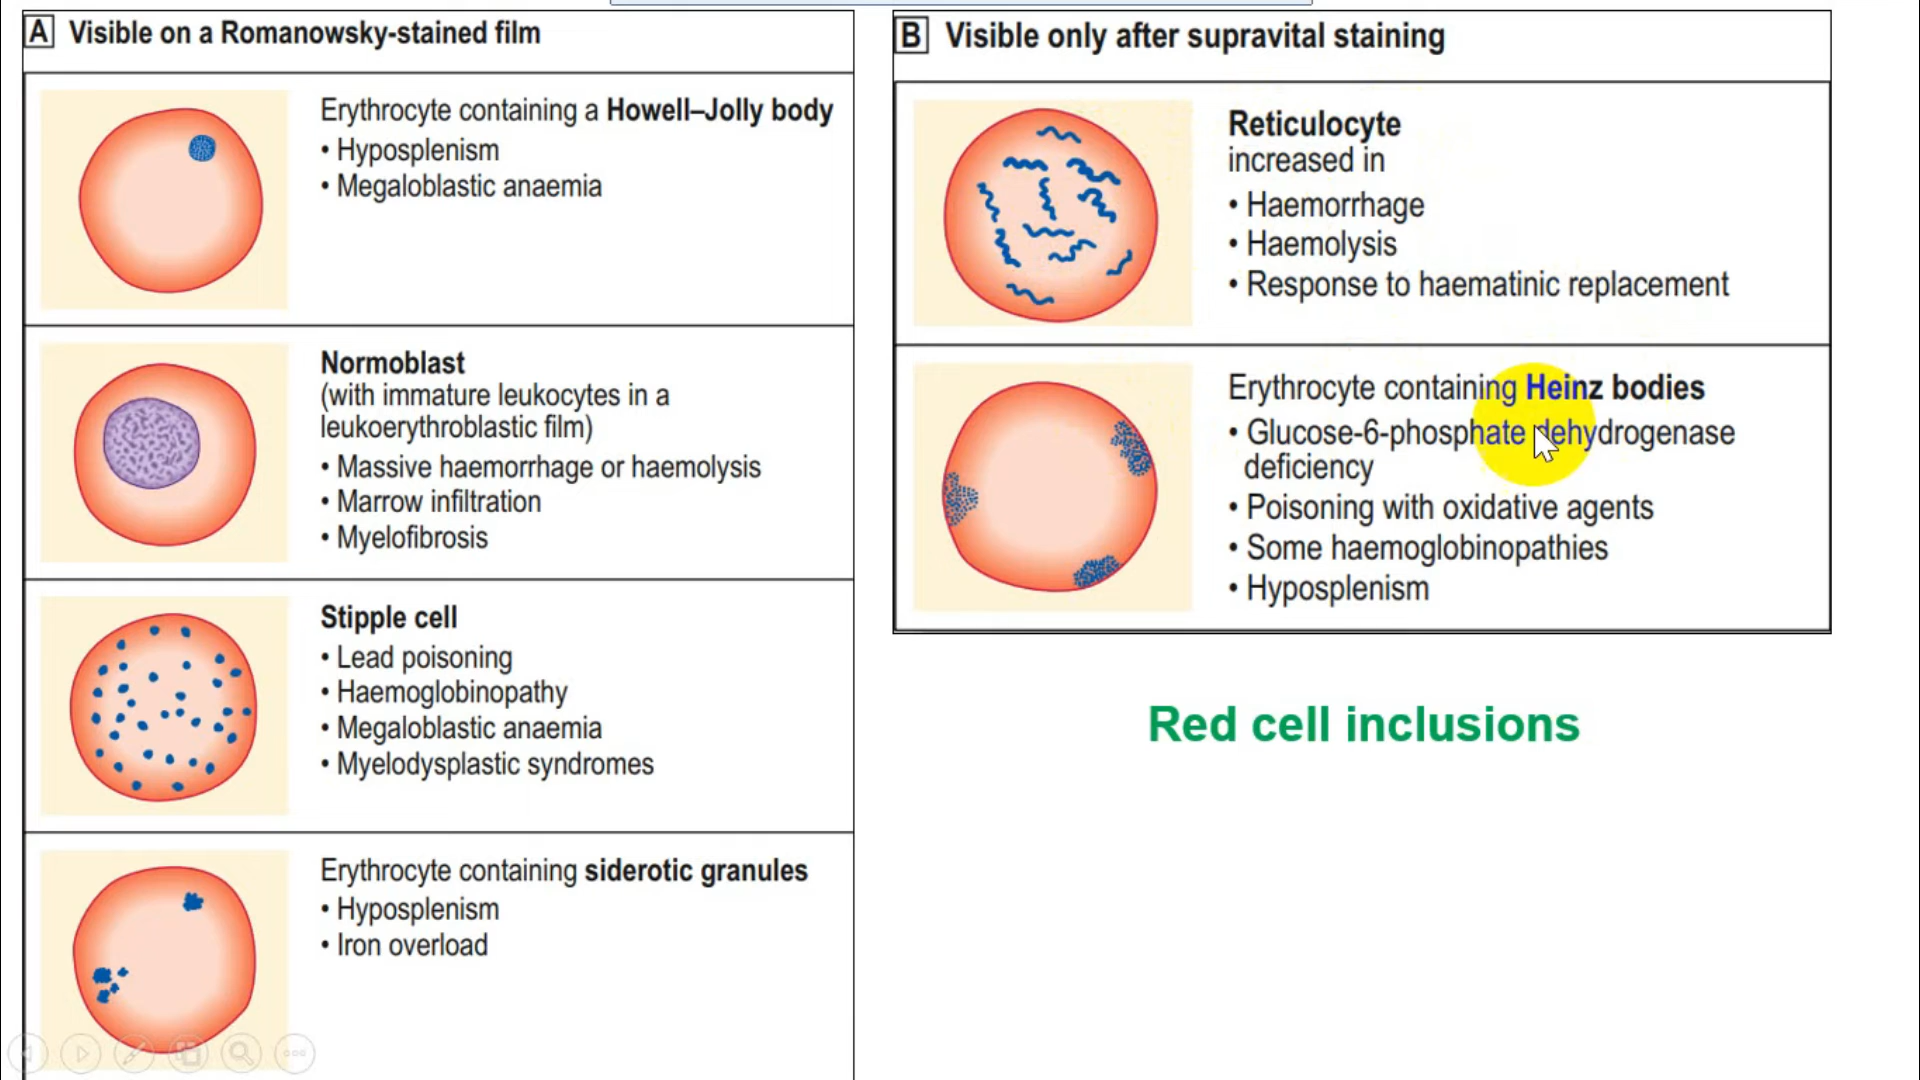 A Visible on a Romanowsky-stained film
Erythrocyte containing a Howell–Jolly body
• Hyposplenism
• Megaloblastic anaemia
Normoblast
(with immature leukocytes in a
leukoerythroblastic film)
• Massive haemorrhage or haemolysis
• Marrow infiltration
• Myelofibrosis
Stipple cell
• Lead poisoning
• Haemoglobinopathy
• Megaloblastic anaemia
• Myelodysplastic syndromes
Erythrocyte containing siderotic granules
• Hyposplenism
• Iron overload
B Visible only after supravital staining
Reticulocyte
increased in
• Haemorrhage
• Haemolysis
• Response to haematinic replacement
Erythrocyte containing Heinz bodies
• Glucose-6-phosphate dehydrogenase
deficiency
• Poisoning with oxidative agents
• Some haemoglobinopathies
• Hyposplenism
Red cell inclusions